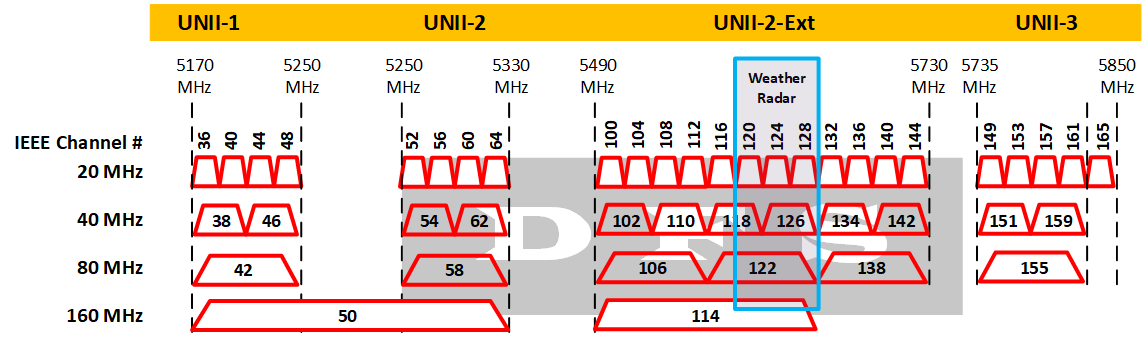 UNII-1 UNII-2 UNII-2-Ext UNII-3
5170 MHz 5250 MHz 5250 MHz 5330 MHz 5490 MHz Weather Radar 5730 MHz 5735 MHz 5850 MHz
IEEE Channel # 36 40 44 48 52 56 60 64 100 104 108 112 116 120 124 128 132 136 140 144 149 153 157 161 165
20 MHz
40 MHz 38 46 54 62 102 110 118 126 134 142 151 159
DFS
80 MHz 42 58 106 122 138 155
160 MHz 50 114